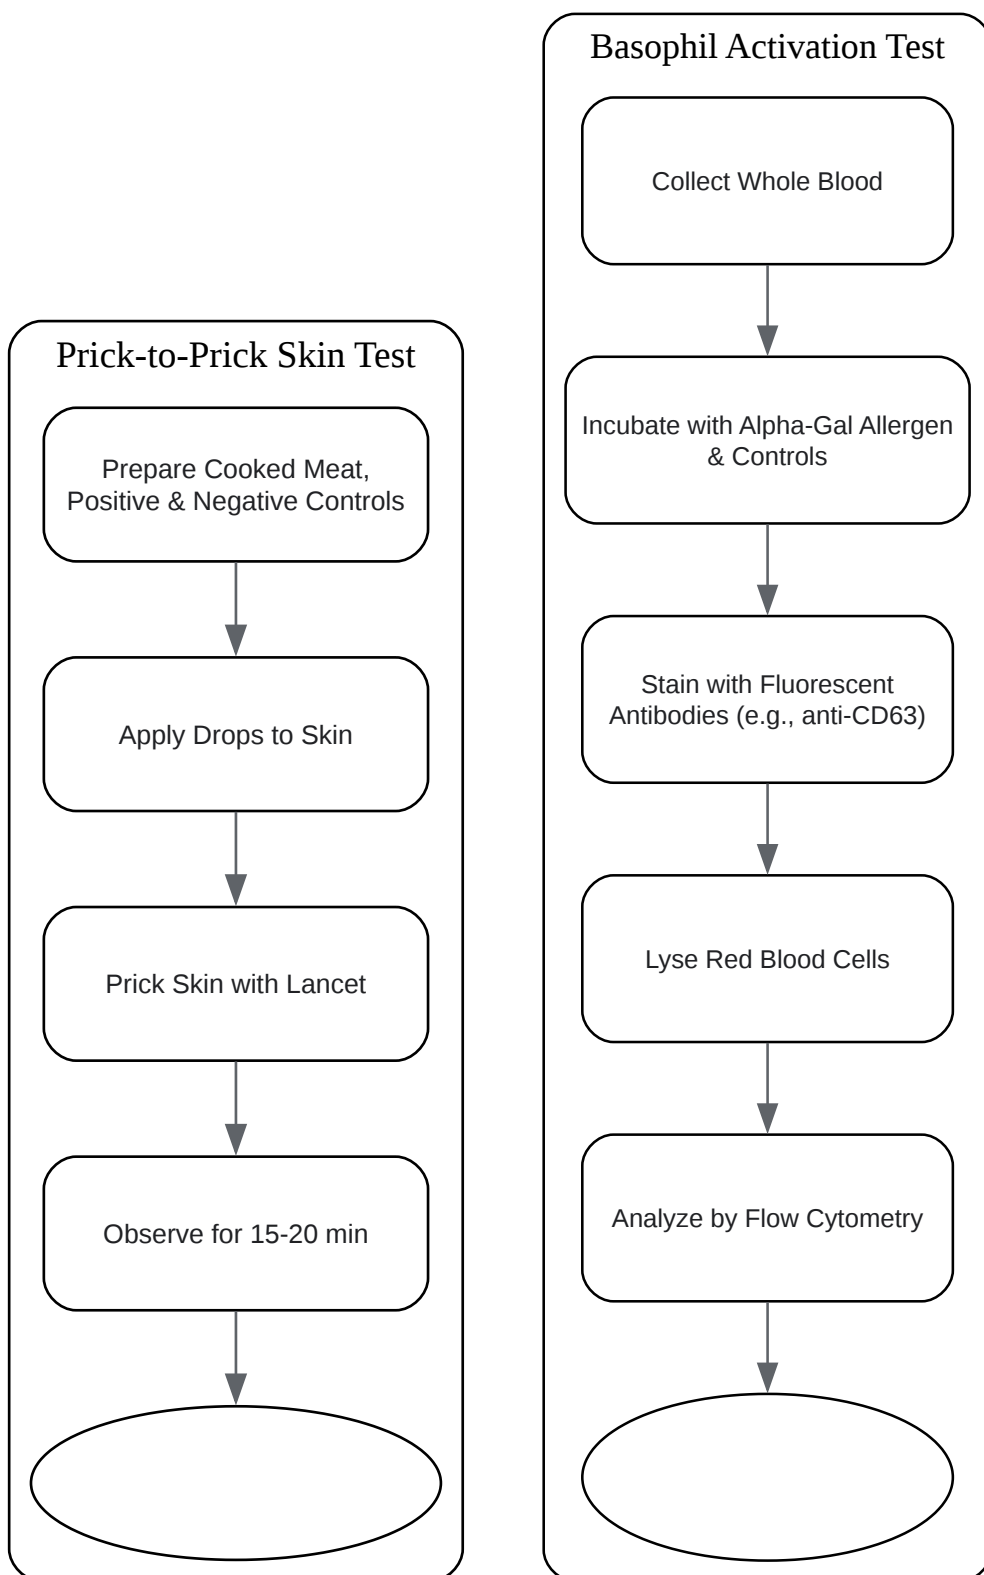 Prick-to-Prick Skin Test
Prepare Cooked Meat,
Positive & Negative Controls
Apply Drops to Skin
Prick Skin with Lancet
Observe for 15-20 min
Basophil Activation Test
Collect Whole Blood
Incubate with Alpha-Gal Allergen
& Controls
Stain with Fluorescent
Antibodies (e.g., anti-CD63)
Lyse Red Blood Cells
Analyze by Flow Cytometry